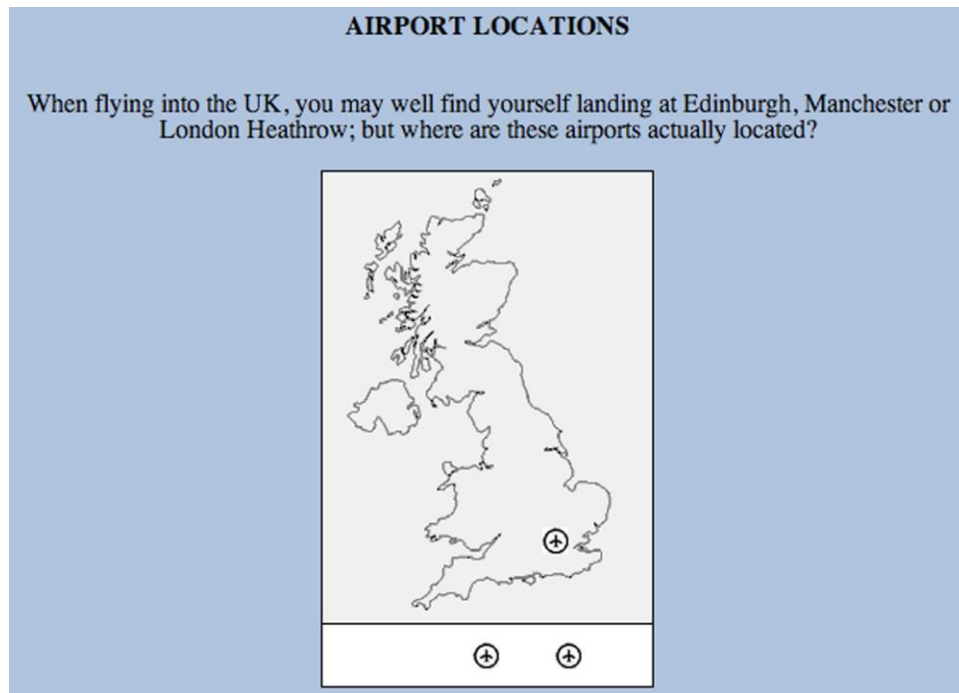 AIRPORT LOCATIONS
When flying into the UK, you may well find yourself landing at Edinburgh, Manchester or
London Heathrow; but where are these airports actually located?